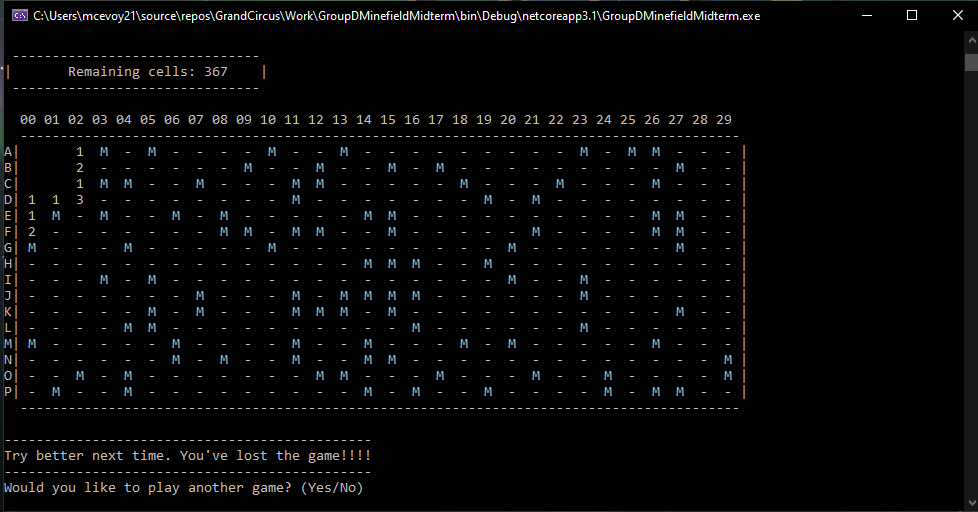 C:\Users\mcevoy21\source\repos\GrandCircus\Work\GroupDMinefieldMidterm\bin\Debug\netcoreapp3.1\GroupDMinefieldMidterm.exe
-------------------------------
| Remaining cells: 367 |
-------------------------------
00 01 02 03 04 05 06 07 08 09 10 11 12 13 14 15 16 17 18 19 20 21 22 23 24 25 26 27 28 29
------------------------------------------------------------------------------------------
A| 1 M - M - - - - M - - M - - - - - - - - - M - M M - - - |
B| 2 - - - - - - M - - M - - M - M - - - - - - - - - M - - |
C| 1 M M - - M - - - M M - - - - - M - - - M - - - M - - - |
D| 1 1 3 - - - - - - - - M - - - - - - - M - M - - - - - - - - |
E| 1 M - M - - M - M - - - - - M M - - - - - - - - - - M M - - |
F| 2 - - - - - - - M M - M M - - M - - - - - M - - - - M M - - |
G| M - - - M - - - - - M - - - - - - - - - M - - - - - - M - - |
H| - - - - - - - - - - - - - - M M M - - M - - - - - - - - - - |
I| - - - M - M - - - - - - - - - - - - - - M - - M - - - - - - |
J| - - - - - - - M - - - M - M M M M - - - - - - M - - - - - - |
K| - - - - - M - M - - - M M M - M - - - - - - - - - - - M - - |
L| - - - - M M - - - - - - - - - - M - - - - - - M - - - - - - |
M| M - - - - - M - - - - M - - M - - - M - M - - - - - M - - - |
N| - - - - - - M - M - - M - - M M - - - - - - - - - - - - - M |
O| - - M - M - - - - - - - M M - - - M - - - M - - M - - - - M |
P| - M - - M - - - - - - - - - M - M - - M - - - - M - M M - - |
------------------------------------------------------------------------------------------
----------------------------------------------
Try better next time. You've lost the game!!!!
----------------------------------------------
Would you like to play another game? (Yes/No)